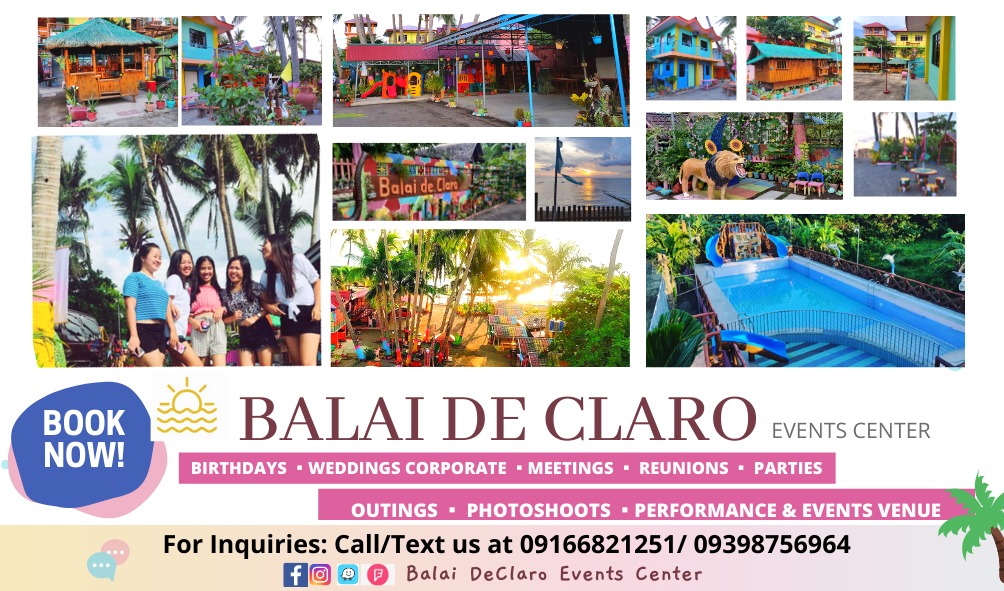 Balai de Claro
BOOK
NOW!
BALAI DE CLARO EVENTS CENTER
BIRTHDAYS ▪ WEDDINGS CORPORATE ▪ MEETINGS ▪ REUNIONS ▪ PARTIES
OUTINGS ▪ PHOTOSHOOTS ▪ PERFORMANCE & EVENTS VENUE
For Inquiries: Call/Text us at 09166821251/ 09398756964
Balai DeClaro Events Center